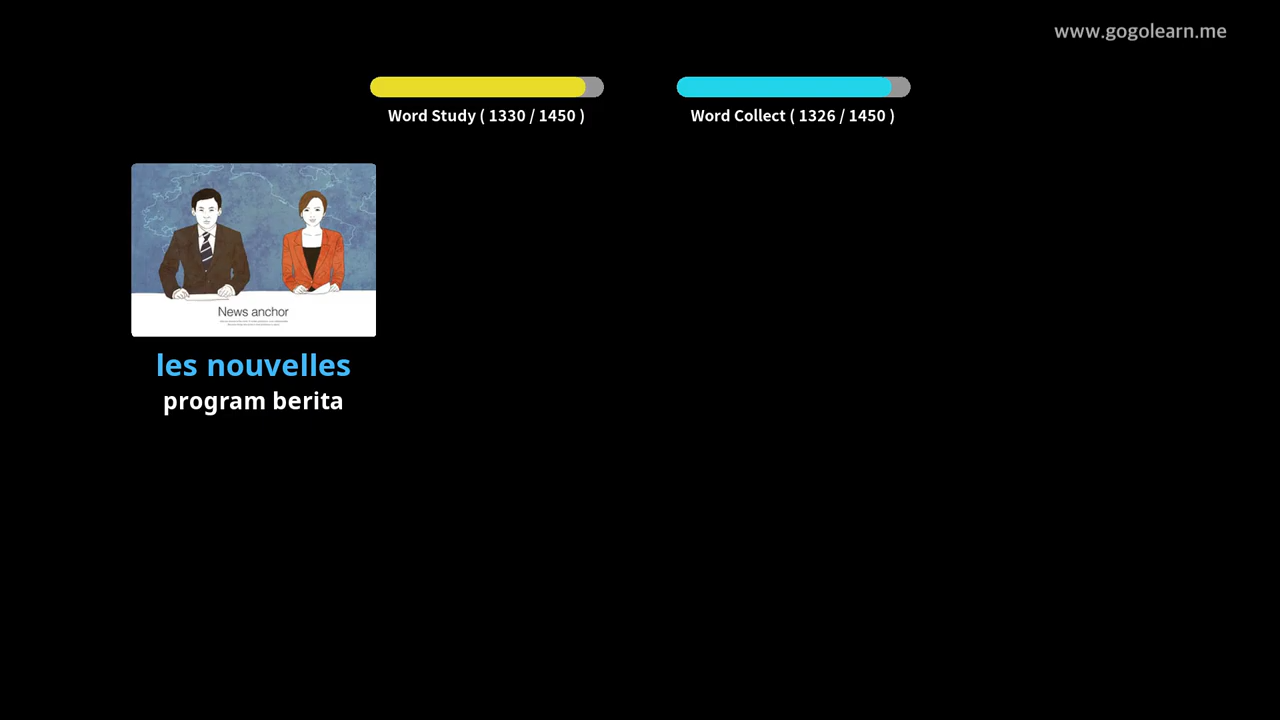 www.gogolearn.me
Word Study ( 1330 / 1450 )
Word Collect ( 1326 / 1450 )
News anchor
les nouvelles
program berita